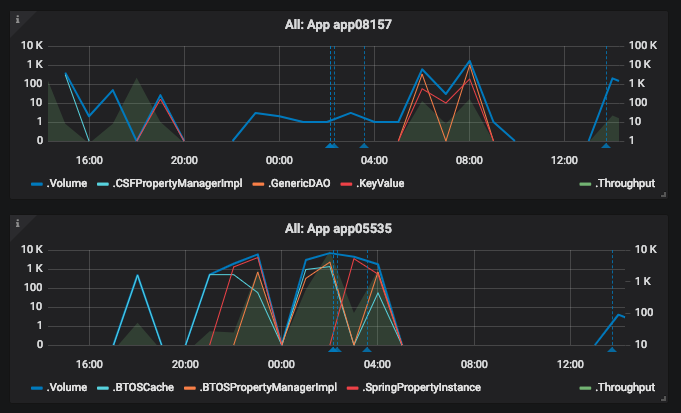 i
All: App app08157
10 K 100 K
1 K 10 K
100 1 K
10 100
1 10
0 1
16:00 20:00 00:00 04:00 08:00 12:00
.Volume .CSFPropertyManagerImpl .GenericDAO .KeyValue .Throughput
i
All: App app05535
10 K 10 K
1 K 1 K
100
10 100
1
0 10
16:00 20:00 00:00 04:00 08:00 12:00
.Volume .BTOSCache .BTOSPropertyManagerImpl .SpringPropertyInstance .Throughput